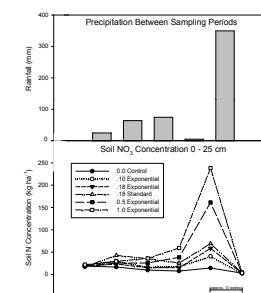 Precipitation Between Sampling Periods
400
300
200
100
0
Rainfall (mm)
Soil NO3 Concentration 0 - 25 cm
250
200
150
100
50
0
Soil N Concentration (kg ha-1)
0.0 Control
.10 Exponential
.18 Exponential
.18 Standard
0.5 Exponential
1.0 Exponential